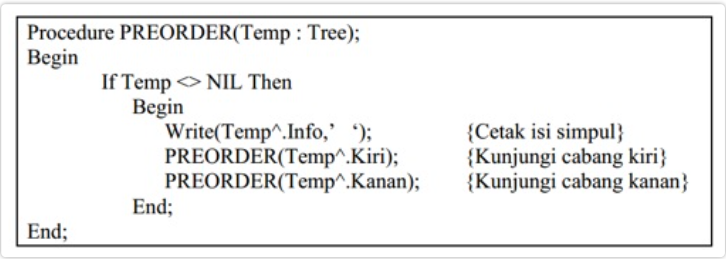 Procedure PREORDER(Temp : Tree);
Begin
If Temp <> NIL Then
Begin
Write(Temp^.Info,’ ‘); {Cetak isi simpul}
PREORDER(Temp^.Kiri); {Kunjungi cabang kiri}
PREORDER(Temp^.Kanan); {Kunjungi cabang kanan}
End;
End;